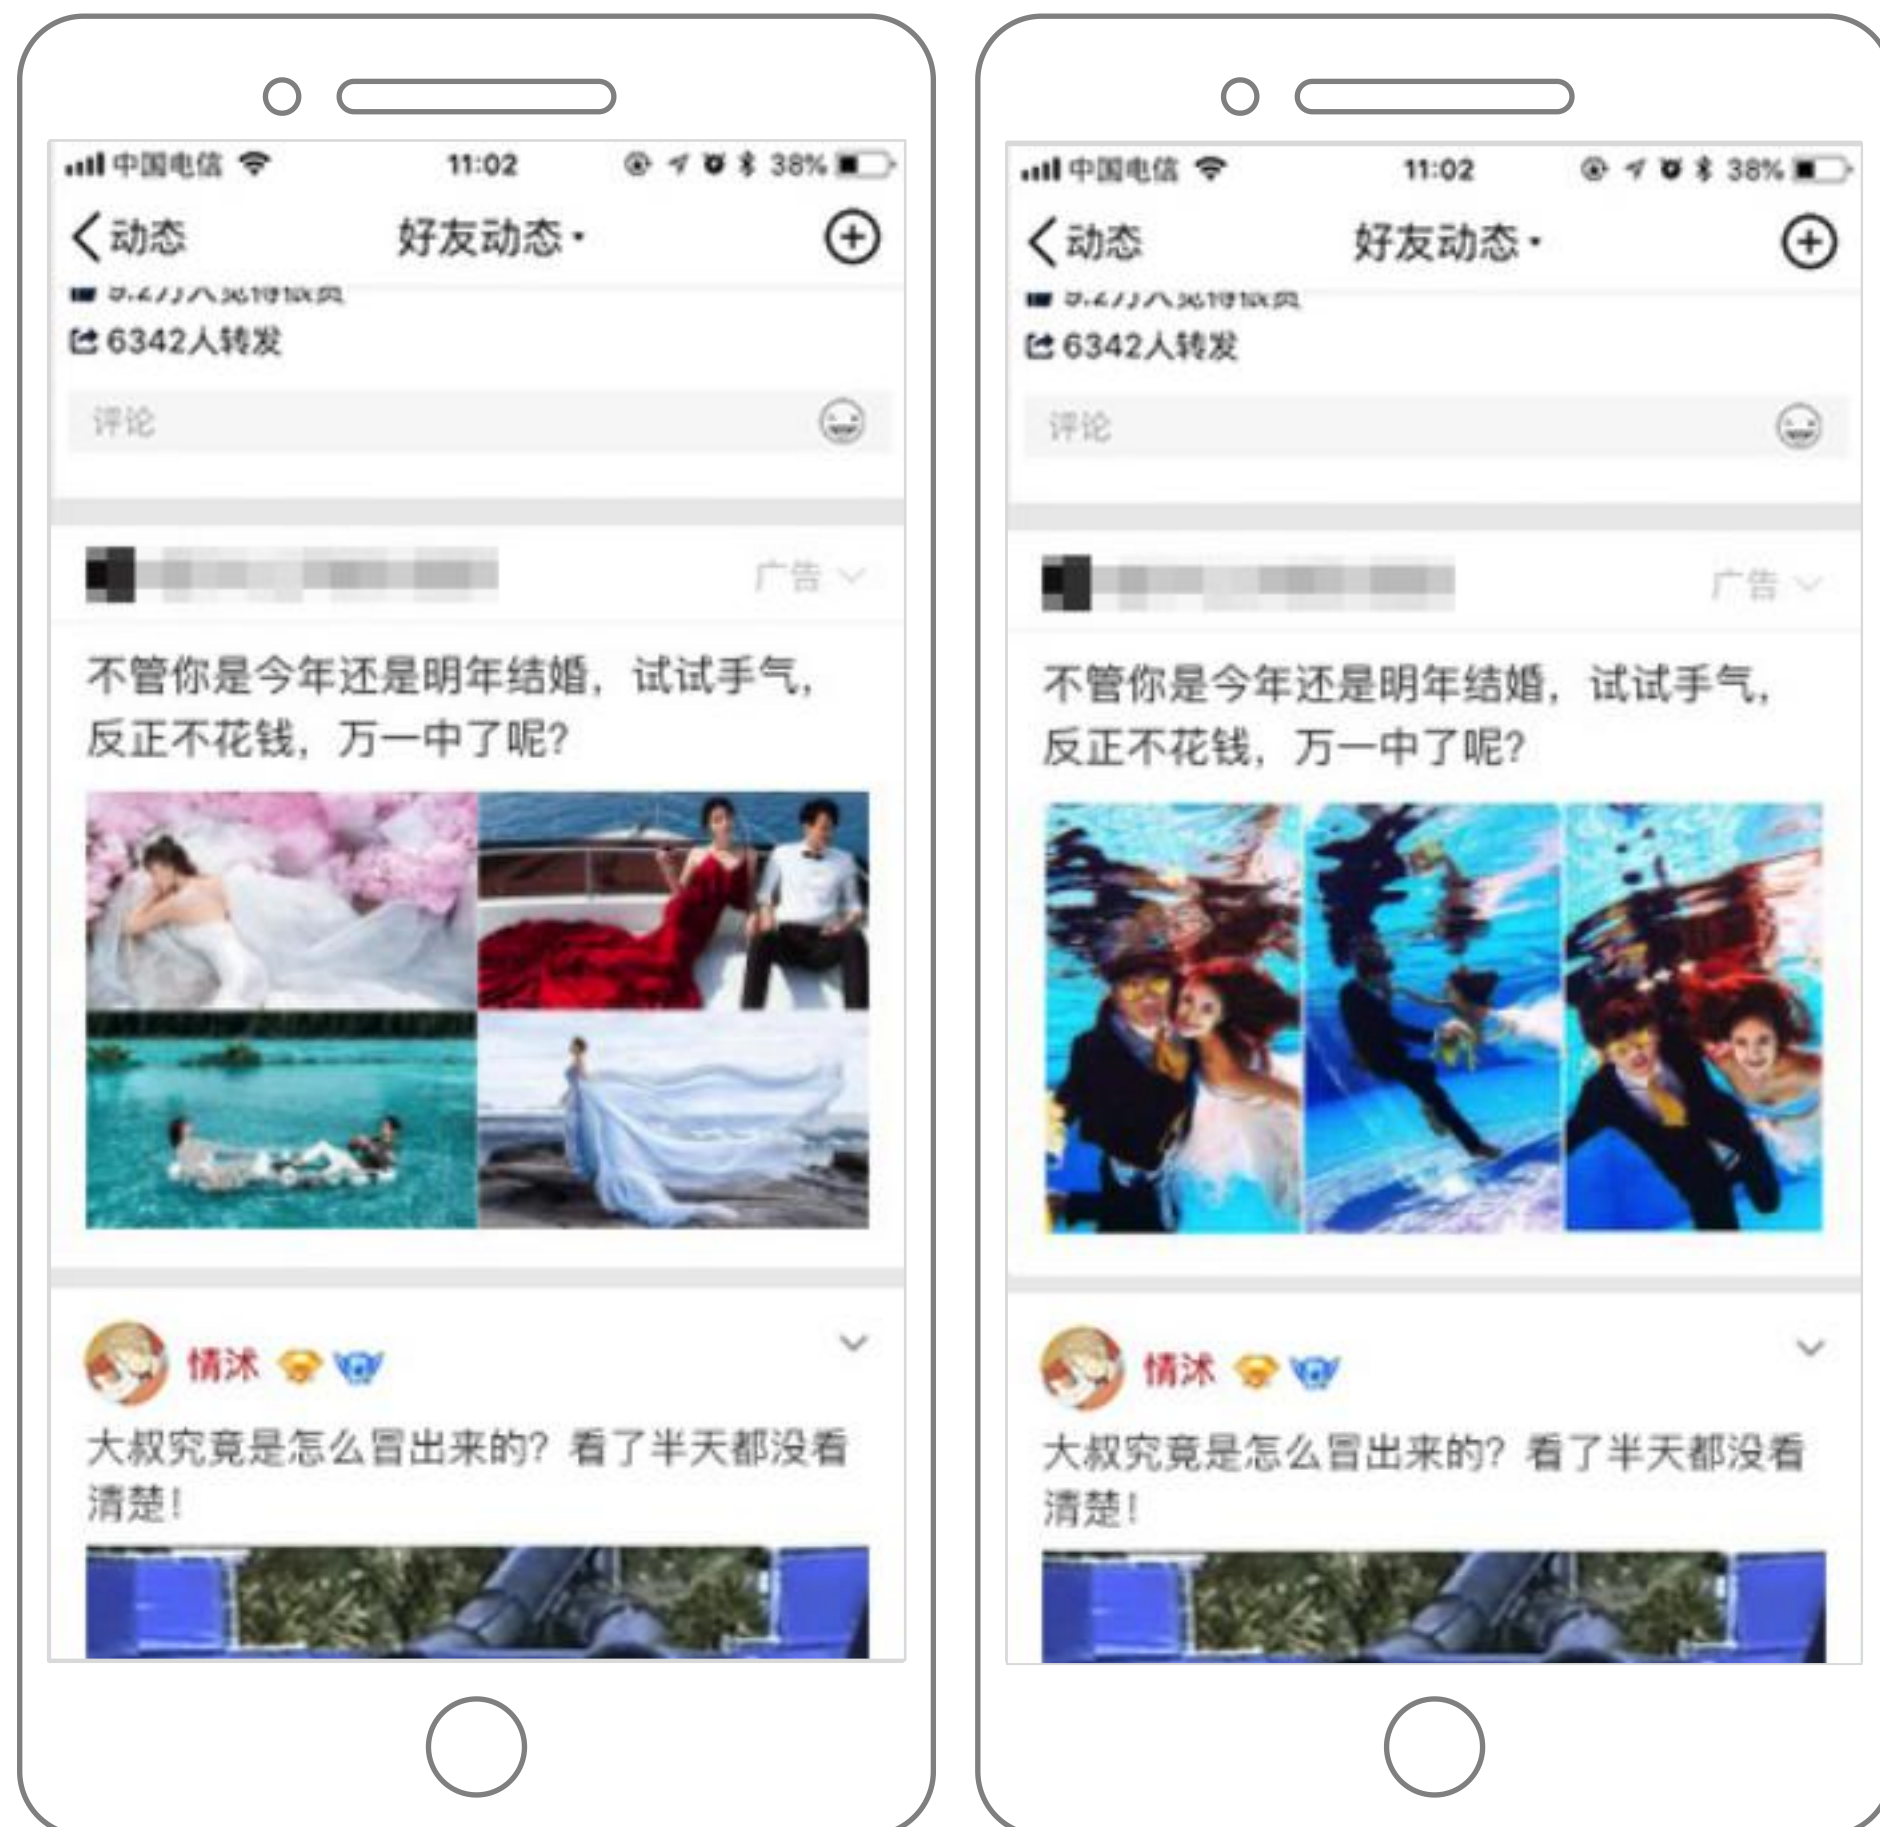 中国电信 11:02 38%
动态 好友动态
6342人转发
评论
广告
不管你是今年还是明年结婚，试试手气，
反正不花钱，万一中了呢？
情沭
大叔究竟是怎么冒出来的？看了半天都没看
清楚！
中国电信 11:02 38%
动态 好友动态
6342人转发
评论
广告
不管你是今年还是明年结婚，试试手气，
反正不花钱，万一中了呢？
情沭
大叔究竟是怎么冒出来的？看了半天都没看
清楚！